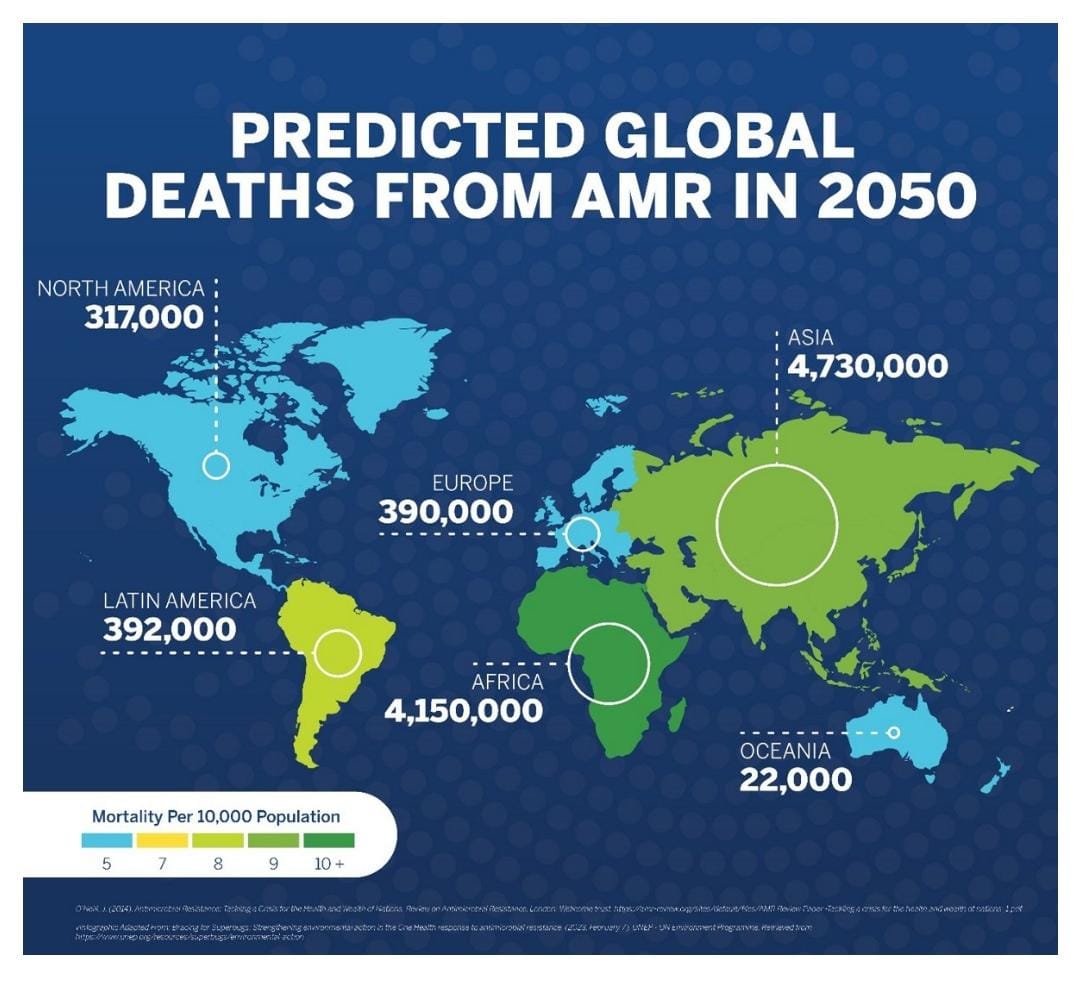 PREDICTED GLOBAL
DEATHS FROM AMR IN 2050
NORTH AMERICA
317,000
ASIA
4,730,000
EUROPE
390,000
LATIN AMERICA
392,000
AFRICA
4,150,000
OCEANIA
22,000
Mortality Per 10,000 Population
5 7 8 9 10 +
O'Neill, J. (2014). Antimicrobial Resistance: Tackling a Crisis for the Health and Wealth of Nations. Review on Antimicrobial Resistance. London: Wellcome trust. https://amr-review.org/sites/default/files/AMR Review Paper -Tackling a crisis for the health and wealth of nations_1.pdf
Infographic Adapted From: Bracing for Superbugs: Strengthening environmental action in the One Health response to antimicrobial resistance. (2023, February 7). UNEP - UN Environment Programme. Retrieved from
https://www.unep.org/resources/superbugs/environmental-action